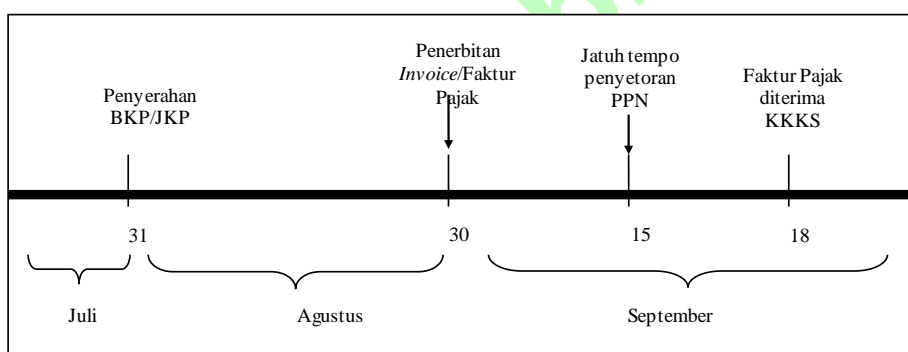 Penyerahan
BKP/JKP
Penerbitan
Invoice/Faktur
Pajak
Jatuh tempo
penyetoran
PPN
Faktur Pajak
diterima
KKKS
31
30
15
18
Juli
Agustus
September